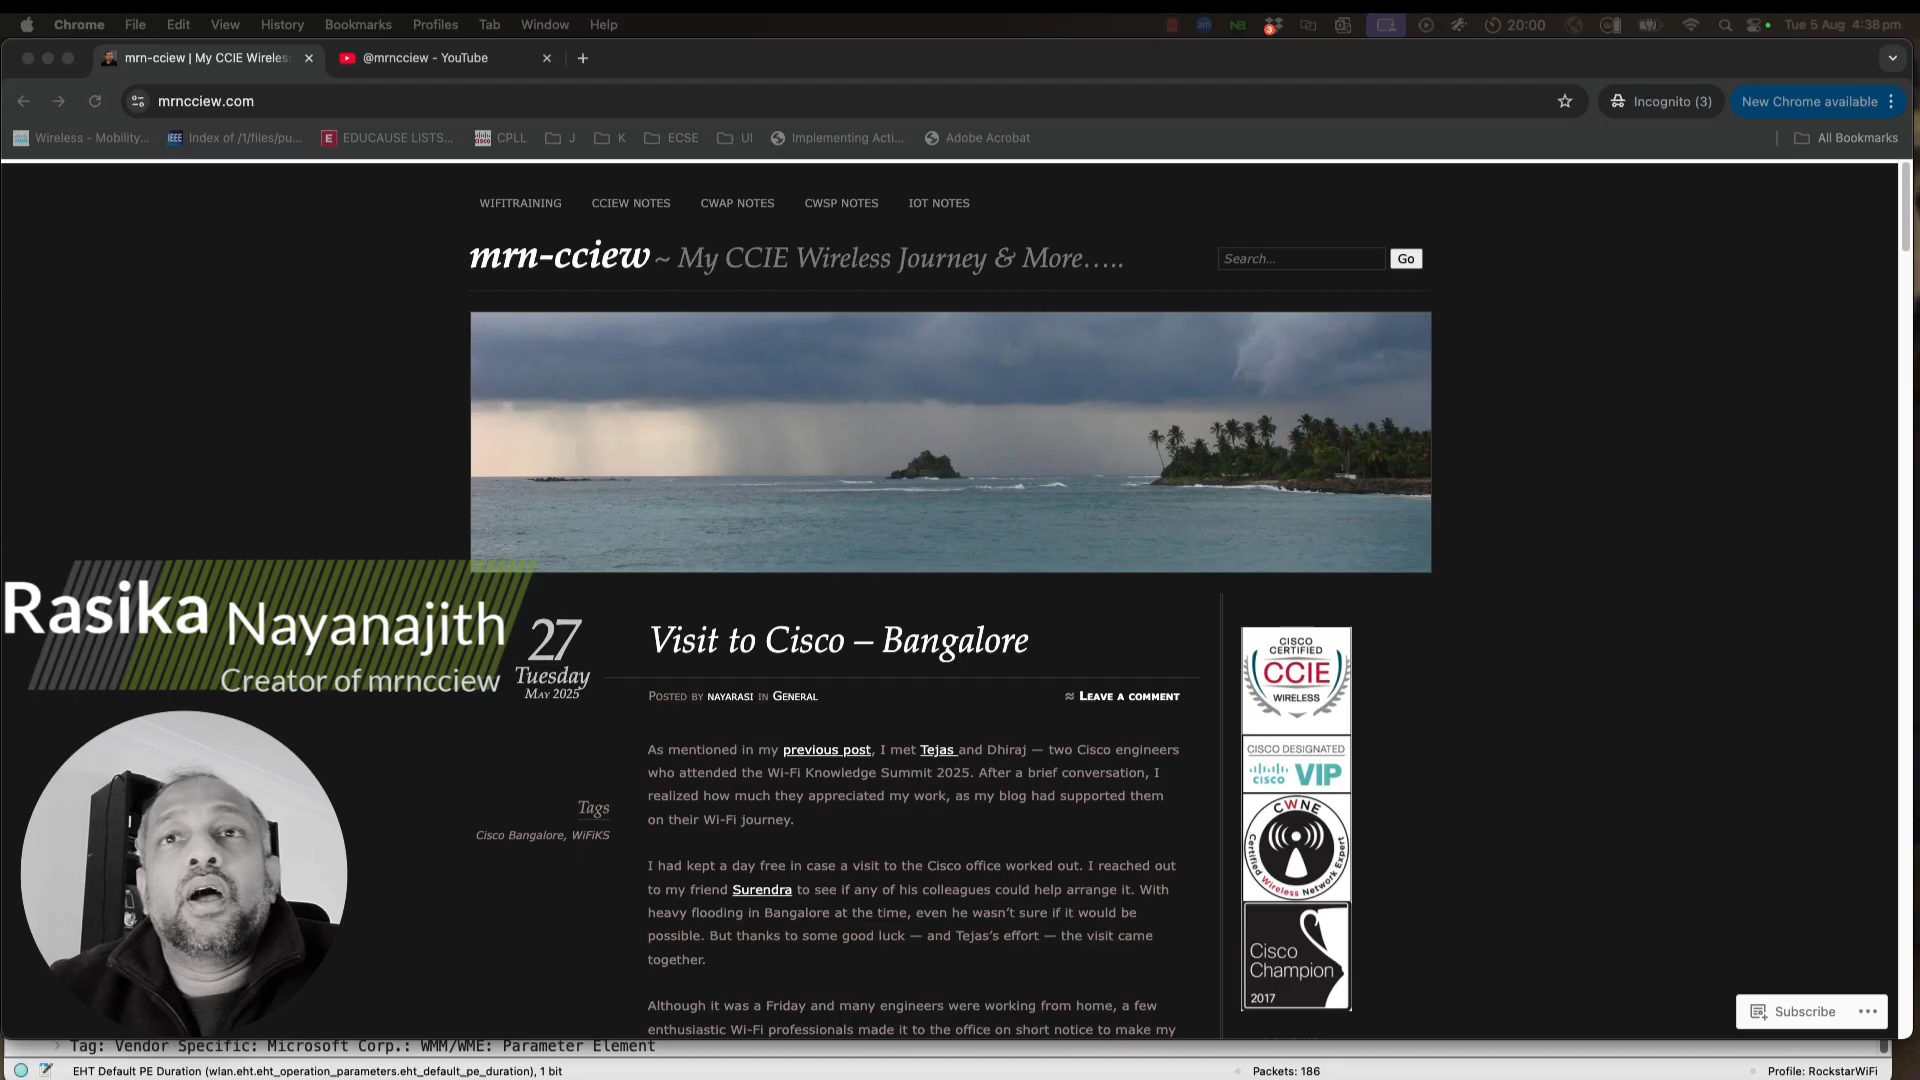 Chrome File Edit View History Bookmarks Profiles Tab Window Help
3
20:00
Tue 5 Aug 4:38 pm
mrn-cciew | My CCIE Wireles
@mrncciew - YouTube
mrncciew.com
Incognito (3)
New Chrome available
Wireless - Mobility...
IEEE
Index of /1/files/pu...
E
EDUCAUSE LISTS...
CPLL
J
K
ECSE
UI
Implementing Acti...
Adobe Acrobat
All Bookmarks
WIFITRAINING
CCIEW NOTES
CWAP NOTES
CWSP NOTES
IOT NOTES
mrn-cciew ~ My CCIE Wireless Journey & More…..
Search...
Go
Rasika Nayanajith
Creator of mrncciew
27
Tuesday
May 2025
Visit to Cisco – Bangalore
Posted by nayarasi in General
≈ Leave a comment
Tags
Cisco Bangalore, WiFiKS
As mentioned in my previous post, I met Tejas and Dhiraj — two Cisco engineers
who attended the Wi-Fi Knowledge Summit 2025. After a brief conversation, I
realized how much they appreciated my work, as my blog had supported them
on their Wi-Fi journey.
I had kept a day free in case a visit to the Cisco office worked out. I reached out
to my friend Surendra to see if any of his colleagues could help arrange it. With
heavy flooding in Bangalore at the time, even he wasn’t sure if it would be
possible. But thanks to some good luck — and Tejas’s effort — the visit came
together.
Although it was a Friday and many engineers were working from home, a few
enthusiastic Wi-Fi professionals made it to the office on short notice to make my
CISCO
CERTIFIED
CCIE
WIRELESS
CISCO DESIGNATED
cisco VIP
CWNE
Certified Wireless Network Expert
Cisco
Champion
2017
Subscribe
Tag: Vendor Specific: Microsoft Corp.: WMM/WME: Parameter Element
EHT Default PE Duration (wlan.eht.eht_operation_parameters.eht_default_pe_duration), 1 bit
Packets: 186
Profile: RockstarWiFi